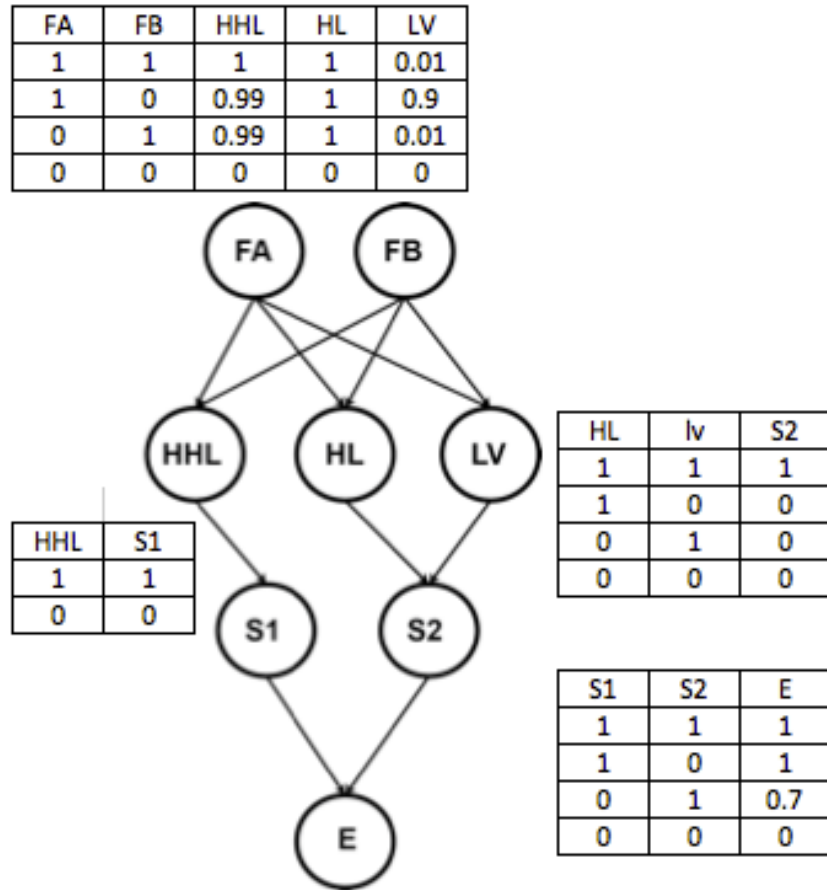 FA FB HHL HL LV
1 1 1 1 0.01
1 0 0.99 1 0.9
0 1 0.99 1 0.01
0 0 0 0 0
FA FB
HHL HL LV
HL lv S2
1 1 1
1 0 0
0 1 0
0 0 0
HHL S1
1 1
0 0
S1 S2
S1 S2 E
1 1 1
1 0 1
0 1 0.7
0 0 0
E